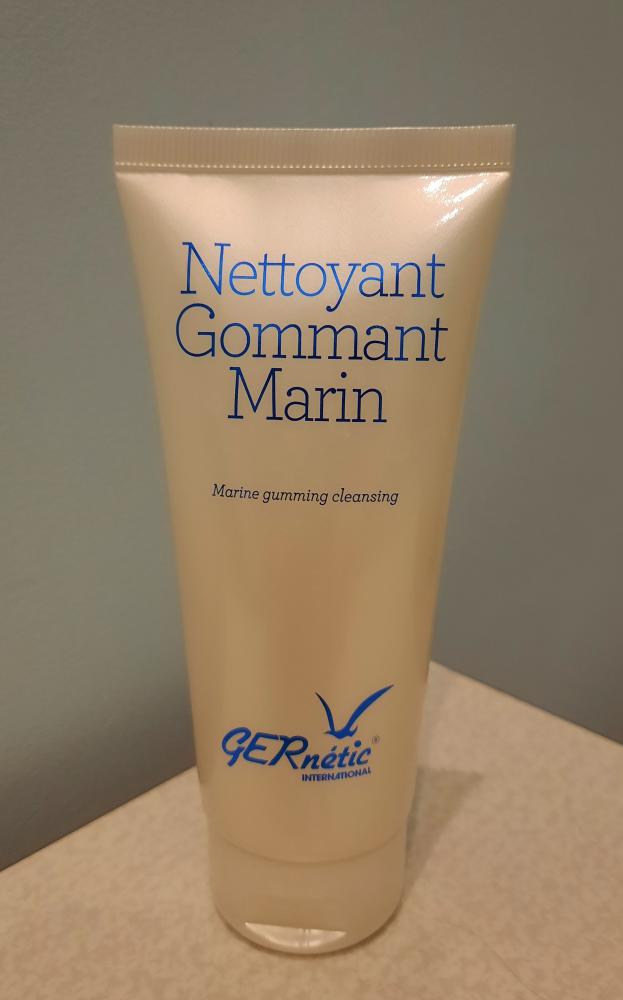 Nettoyant
Gommant
Marin
Marine gumming cleansing
GERnétic®
INTERNATIONAL